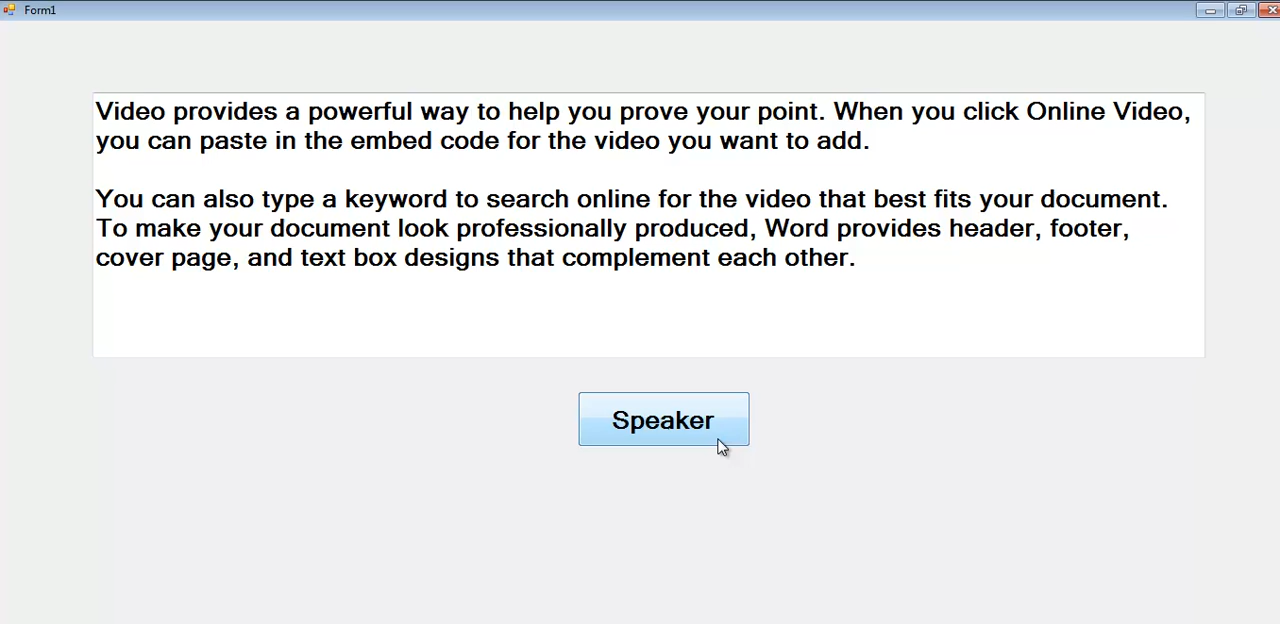 Form1
Video provides a powerful way to help you prove your point. When you click Online Video,
you can paste in the embed code for the video you want to add.
You can also type a keyword to search online for the video that best fits your document.
To make your document look professionally produced, Word provides header, footer,
cover page, and text box designs that complement each other.
Speaker